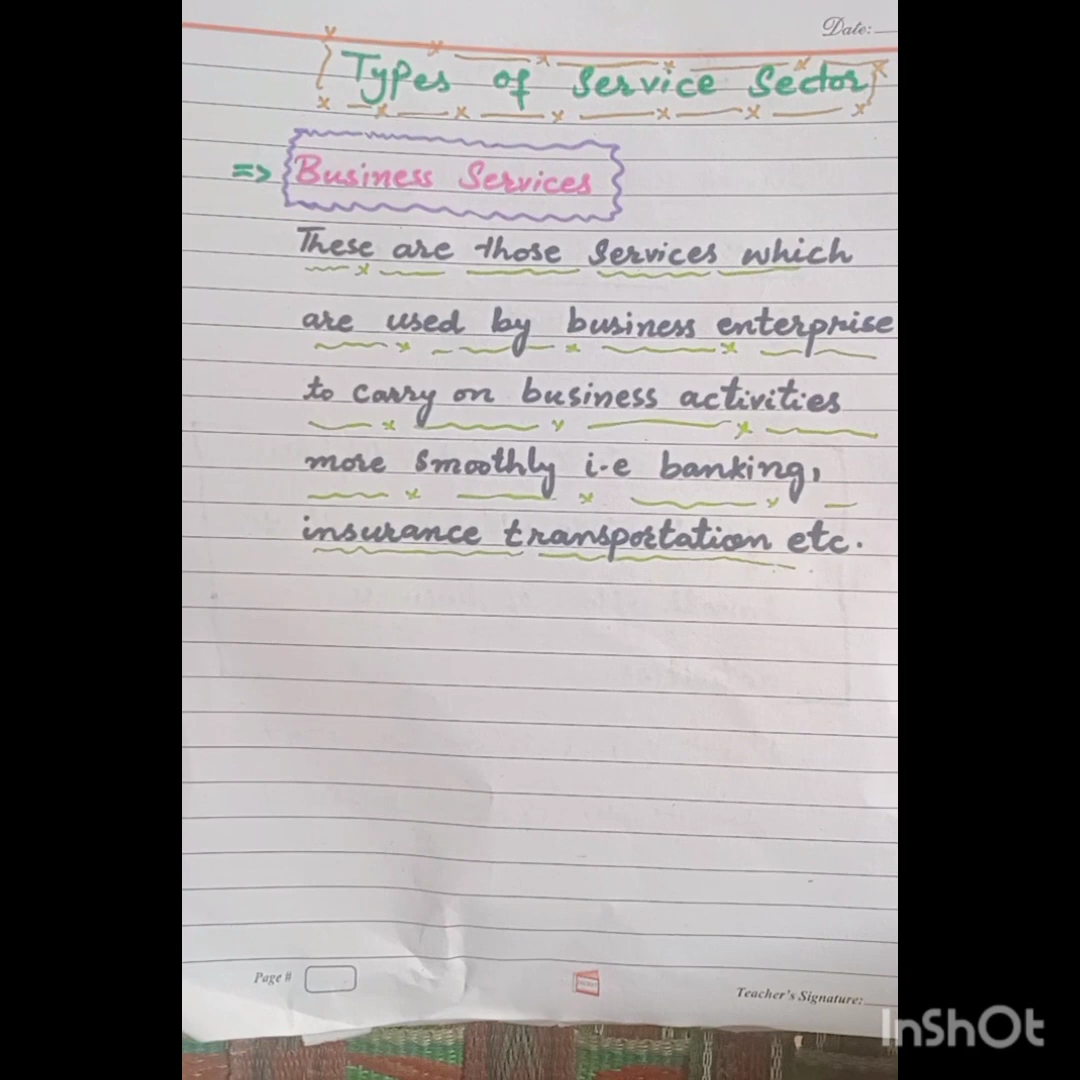 Date:
Types of Service Sector
=> Business Services
These are those services which
are used by business enterprise
to carry on business activities
more smoothly i.e banking,
insurance transportation etc.
Page #
Teacher's Signature:
InShOt